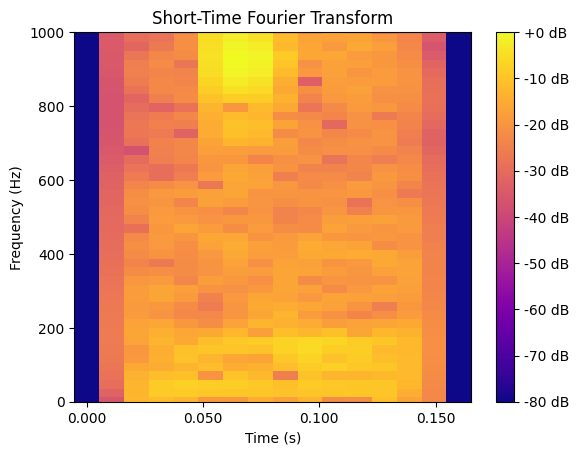 Short-Time Fourier Transform
Frequency (Hz)
1000
800
600
400
200
0
0.000
0.050
0.100
0.150
Time (s)
+0 dB
-10 dB
-20 dB
-30 dB
-40 dB
-50 dB
-60 dB
-70 dB
-80 dB